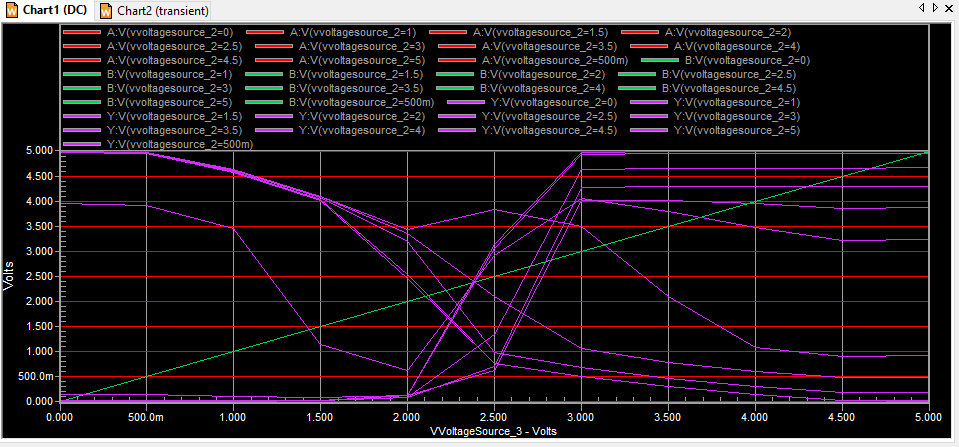 Chart1 (DC) Chart2 (transient)
A:V(vvoltagesource_2=0) A:V(vvoltagesource_2=1) A:V(vvoltagesource_2=1.5) A:V(vvoltagesource_2=2)
A:V(vvoltagesource_2=2.5) A:V(vvoltagesource_2=3) A:V(vvoltagesource_2=3.5) A:V(vvoltagesource_2=4)
A:V(vvoltagesource_2=4.5) A:V(vvoltagesource_2=5) A:V(vvoltagesource_2=500m) B:V(vvoltagesource_2=0)
B:V(vvoltagesource_2=1) B:V(vvoltagesource_2=1.5) B:V(vvoltagesource_2=2) B:V(vvoltagesource_2=2.5)
B:V(vvoltagesource_2=3) B:V(vvoltagesource_2=3.5) B:V(vvoltagesource_2=4) B:V(vvoltagesource_2=4.5)
B:V(vvoltagesource_2=5) B:V(vvoltagesource_2=500m) Y:V(vvoltagesource_2=0) Y:V(vvoltagesource_2=1)
Y:V(vvoltagesource_2=1.5) Y:V(vvoltagesource_2=2) Y:V(vvoltagesource_2=2.5) Y:V(vvoltagesource_2=3)
Y:V(vvoltagesource_2=3.5) Y:V(vvoltagesource_2=4) Y:V(vvoltagesource_2=4.5) Y:V(vvoltagesource_2=5)
Y:V(vvoltagesource_2=500m)
5.000
4.500
4.000
3.500
3.000
2.500
2.000
1.500
1.000
500.0m
0.000
Volts
0.000 500.0m 1.000 1.500 2.000 2.500 3.000 3.500 4.000 4.500 5.000
VVoltageSource_3 - Volts